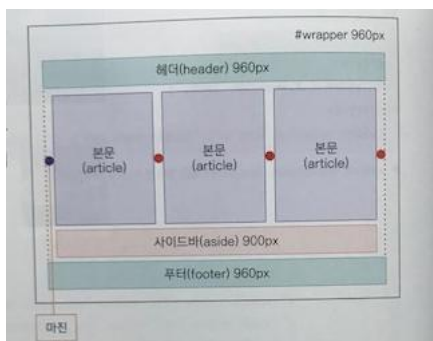 #wrapper 960px
헤더(header) 960px
본문
(article)
본문
(article)
본문
(article)
사이드바(aside) 900px
푸터(footer) 960px
마진